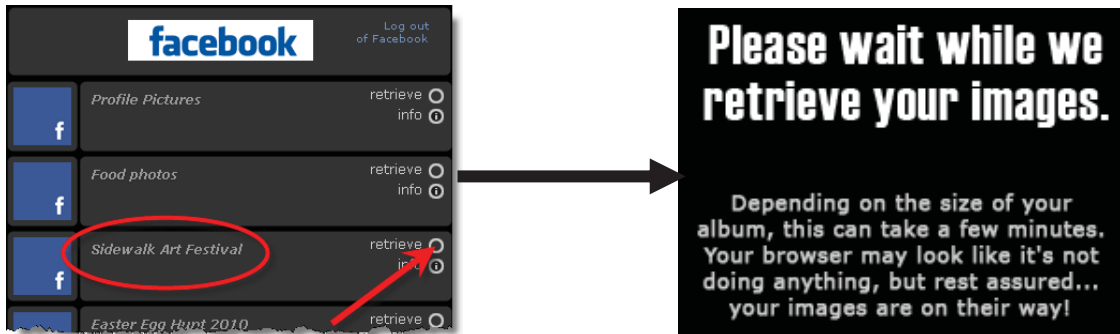 facebook
Log out
of Facebook
f
Profile Pictures
retrieve
info
f
Food photos
retrieve
info
f
Sidewalk Art Festival
retrieve
info
Easter Egg Hunt 2010
retrieve
Please wait while we
retrieve your images.
Depending on the size of your
album, this can take a few minutes.
Your browser may look like it's not
doing anything, but rest assured...
your images are on their way!